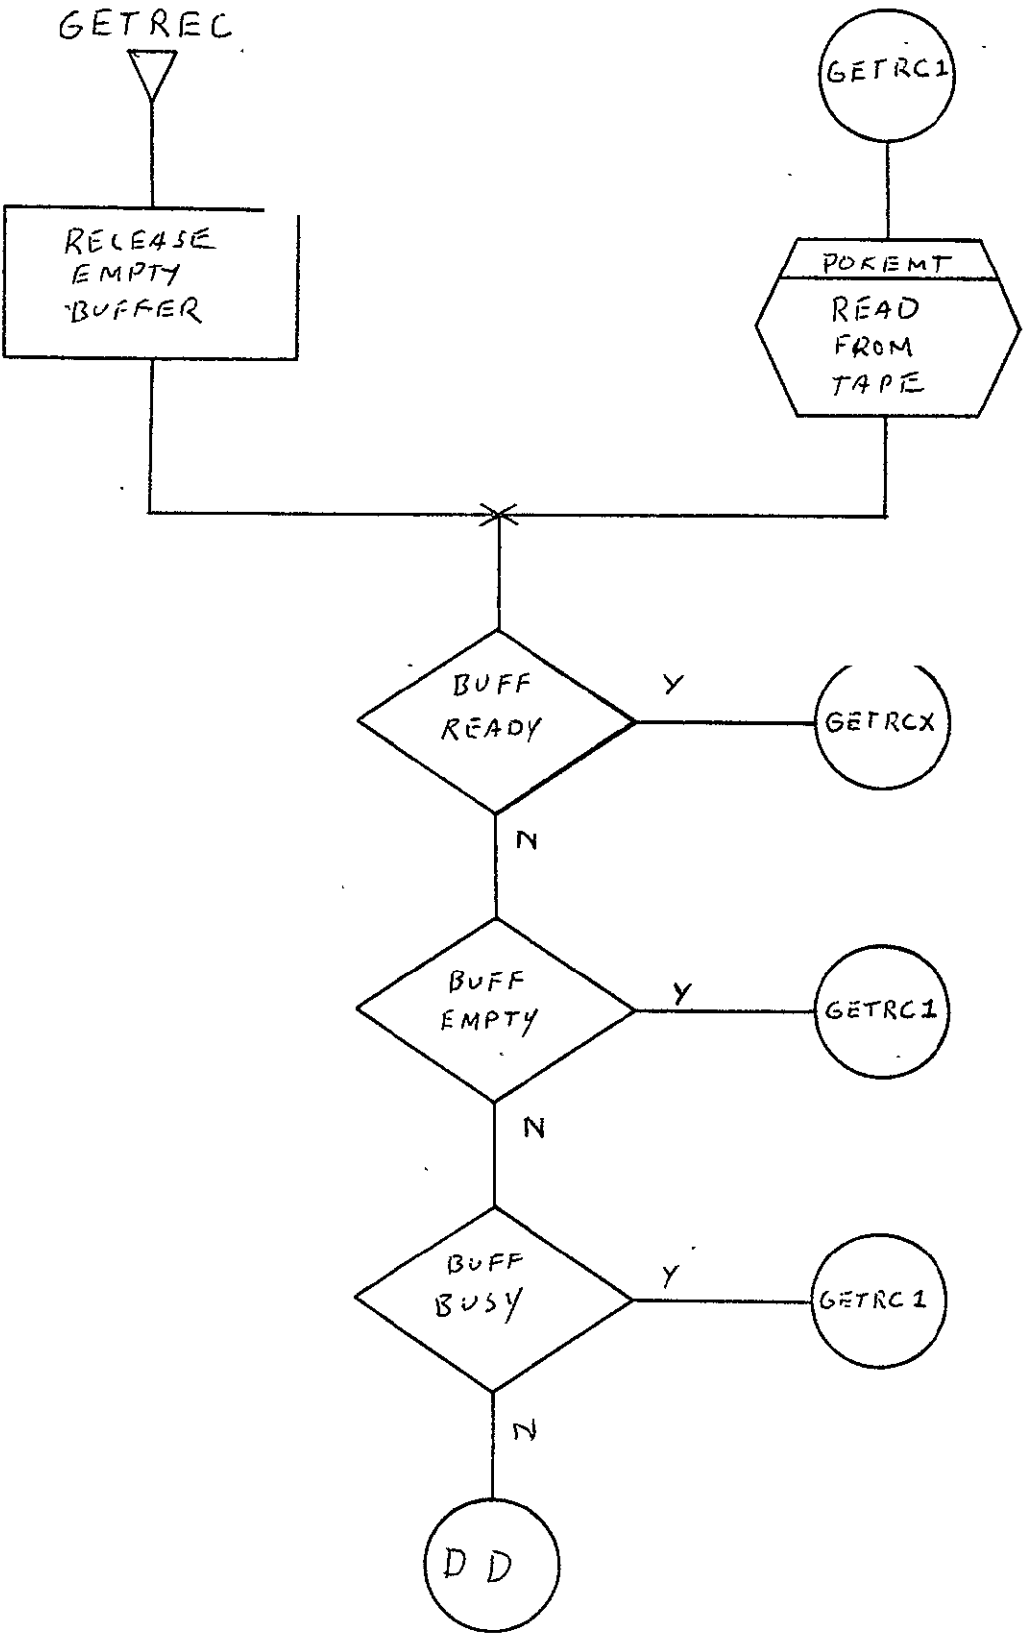 GETREC
GETRC1
RELEASE
EMPTY
BUFFER
POKEMT
READ
FROM
TAPE
BUFF
READY
Y
GETRCX
N
BUFF
EMPTY
Y
GETRC1
N
BUFF
BUSY
Y
GETRC1
N
DD